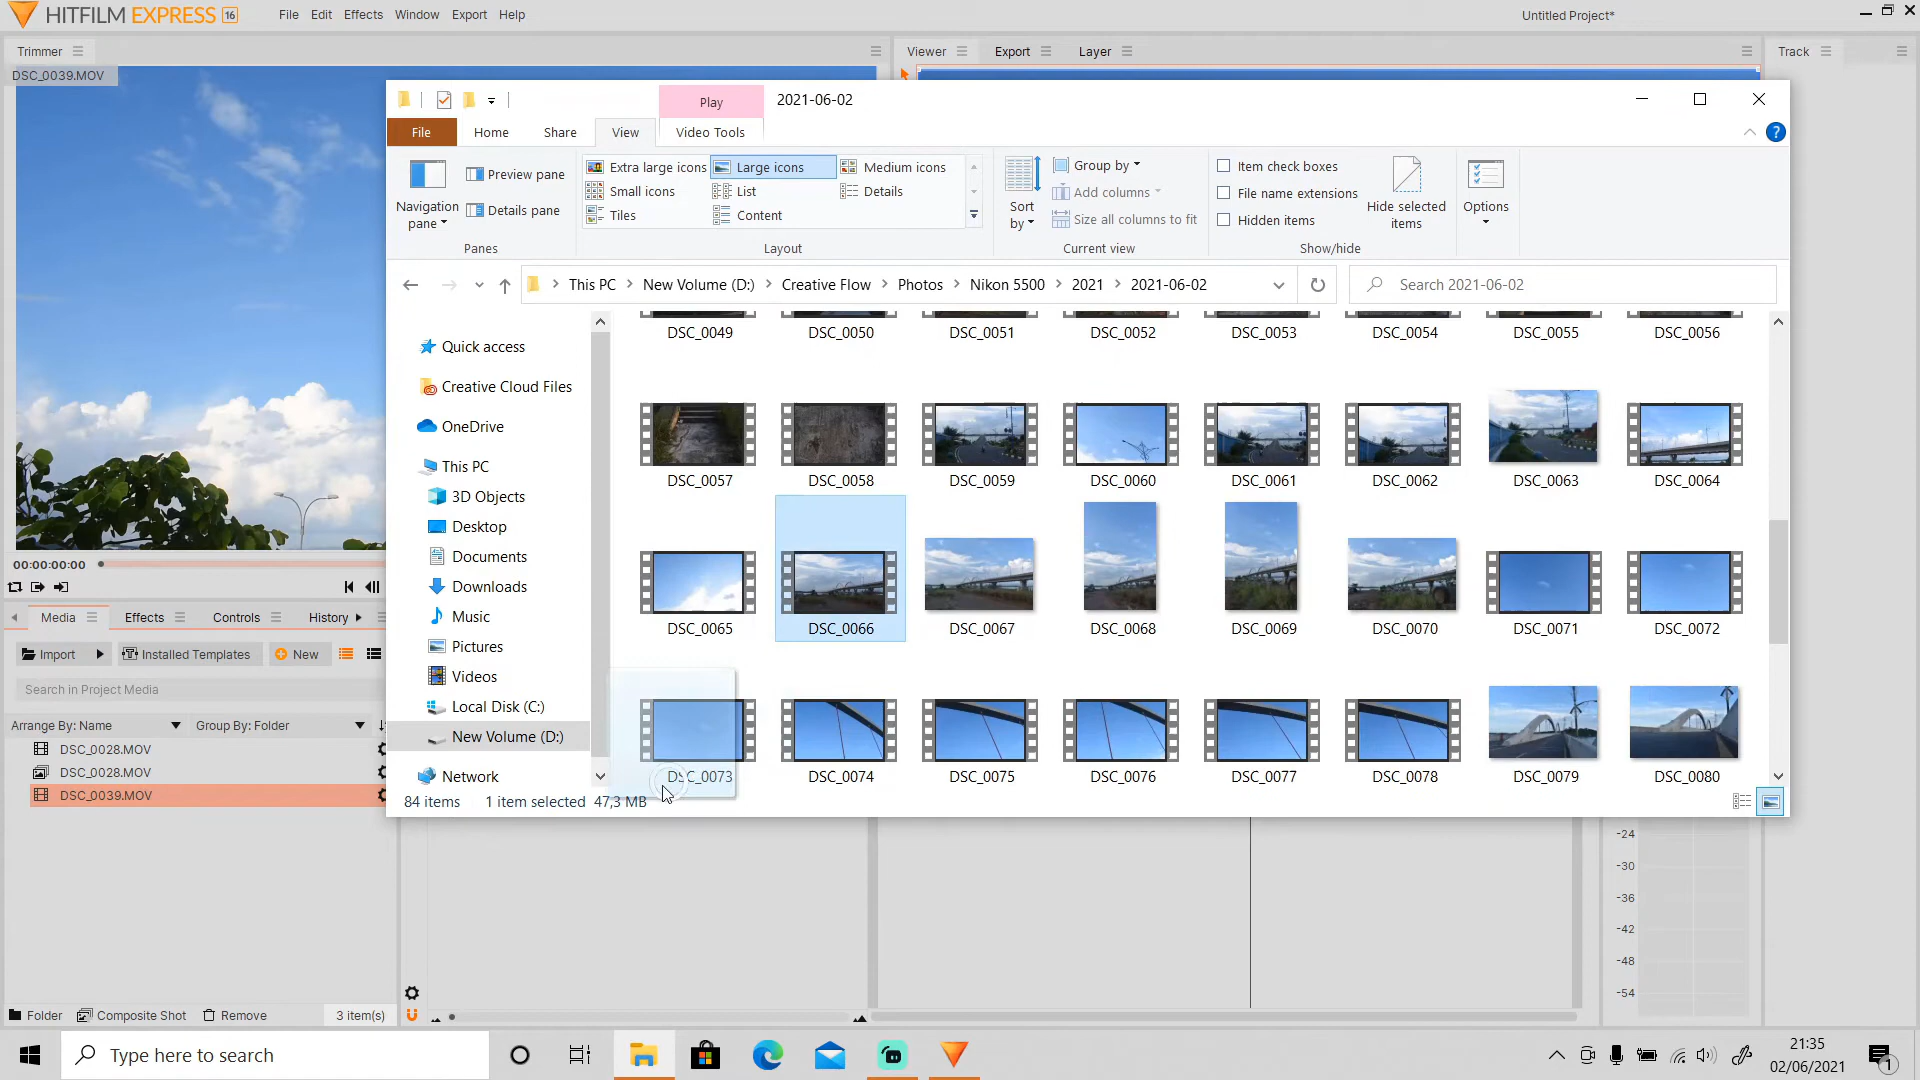 HITFILM EXPRESS 16
File Edit Effects Window Export Help
Untitled Project*
Trimmer
Viewer Export Layer
Track
DSC_0039.MOV
Play
2021-06-02
File Home Share View Video Tools
Navigation pane
Preview pane
Details pane
Panes
Extra large icons Large icons Medium icons
Small icons List Details
Tiles Content
Layout
Sort by
Group by
Add columns
Size all columns to fit
Current view
Item check boxes
File name extensions
Hidden items
Hide selected items
Show/hide
Options
This PC New Volume (D:) Creative Flow Photos Nikon 5500 2021 2021-06-02
Search 2021-06-02
Quick access
Creative Cloud Files
OneDrive
This PC
3D Objects
Desktop
Documents
Downloads
Music
Pictures
Videos
Local Disk (C:)
New Volume (D:)
Network
DSC_0049 DSC_0050 DSC_0051 DSC_0052 DSC_0053 DSC_0054 DSC_0055 DSC_0056
DSC_0057 DSC_0058 DSC_0059 DSC_0060 DSC_0061 DSC_0062 DSC_0063 DSC_0064
DSC_0065 DSC_0066 DSC_0067 DSC_0068 DSC_0069 DSC_0070 DSC_0071 DSC_0072
DSC_0073 DSC_0074 DSC_0075 DSC_0076 DSC_0077 DSC_0078 DSC_0079 DSC_0080
84 items 1 item selected 47,3 MB
00:00:00:00
Media Effects Controls History
Import Installed Templates New
Search in Project Media
Arrange By: Name Group By: Folder
DSC_0028.MOV
DSC_0028.MOV
DSC_0039.MOV
-24
-30
-36
-42
-48
-54
Folder Composite Shot Remove 3 item(s)
Type here to search
21:35
02/06/2021
1